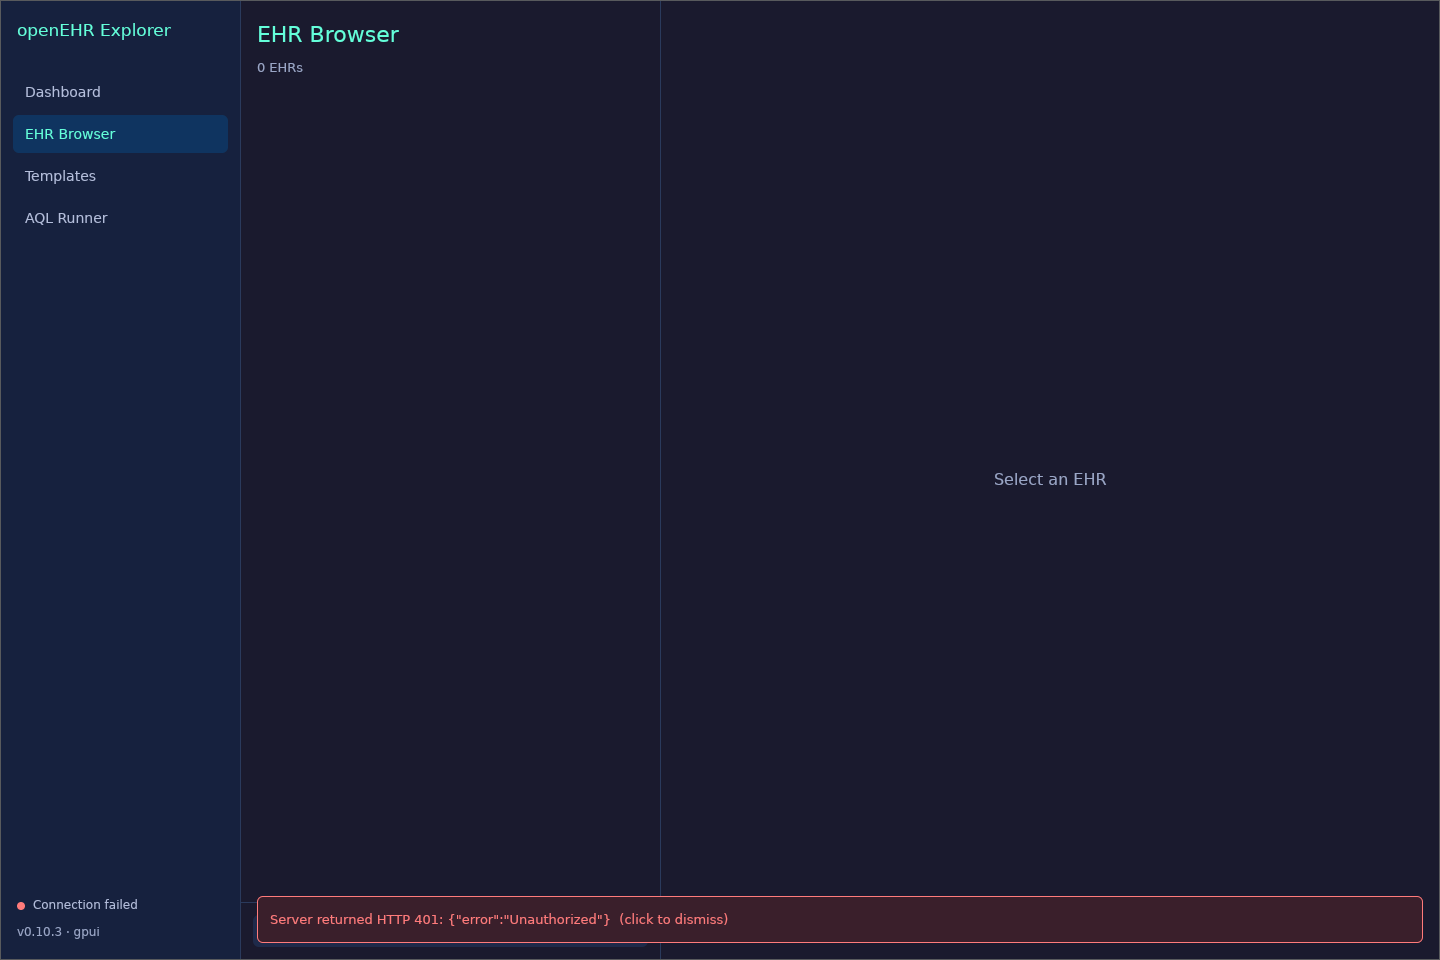 openEHR Explorer
Dashboard
EHR Browser
Templates
AQL Runner
Connection failed
v0.10.3 · gpui
EHR Browser
0 EHRs
Select an EHR
Server returned HTTP 401: {"error":"Unauthorized"}  (click to dismiss)